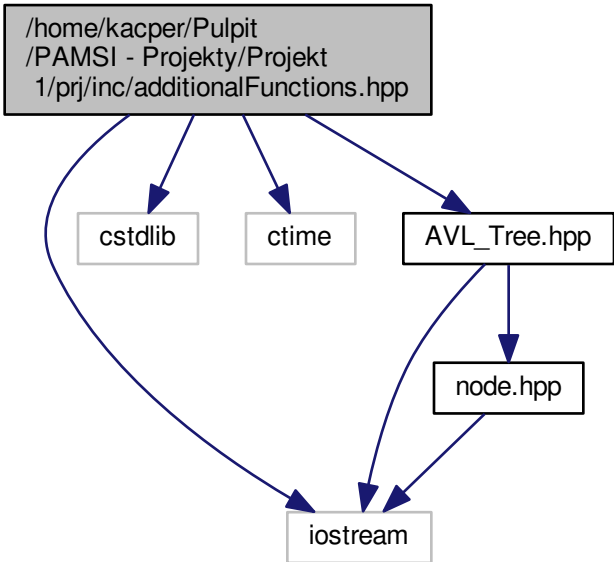 /home/kacper/Pulpit
/PAMSI - Projekty/Projekt
1/prj/inc/additionalFunctions.hpp
cstdlib
ctime
AVL_Tree.hpp
node.hpp
iostream